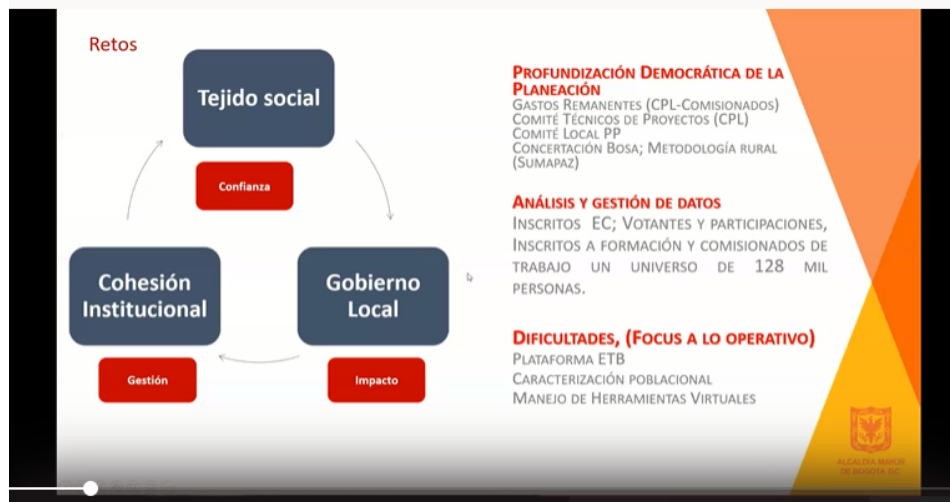 Retos
Tejido social
Confianza
Cohesión
Institucional
Gestión
Gobierno
Local
Impacto
PROFUNDIZACIÓN DEMOCRÁTICA DE LA
PLANEACIÓN
GASTOS REMANENTES (CPL-COMISIONADOS)
COMITÉ TÉCNICOS DE PROYECTOS (CPL)
COMITÉ LOCAL PP
CONCERTACIÓN BOSA; METODOLOGÍA RURAL
(SUMAPAZ)
ANÁLISIS Y GESTIÓN DE DATOS
INSCRITOS EC; VOTANTES Y PARTICIPACIONES,
INSCRITOS A FORMACIÓN Y COMISIONADOS DE
TRABAJO UN UNIVERSO DE 128 MIL
PERSONAS.
DIFICULTADES, (FOCUS A LO OPERATIVO)
PLATAFORMA ETB
CARACTERIZACIÓN POBLACIONAL
MANEJO DE HERRAMIENTAS VIRTUALES
ALCALDÍA MAYOR
DE BOGOTÁ D.C.